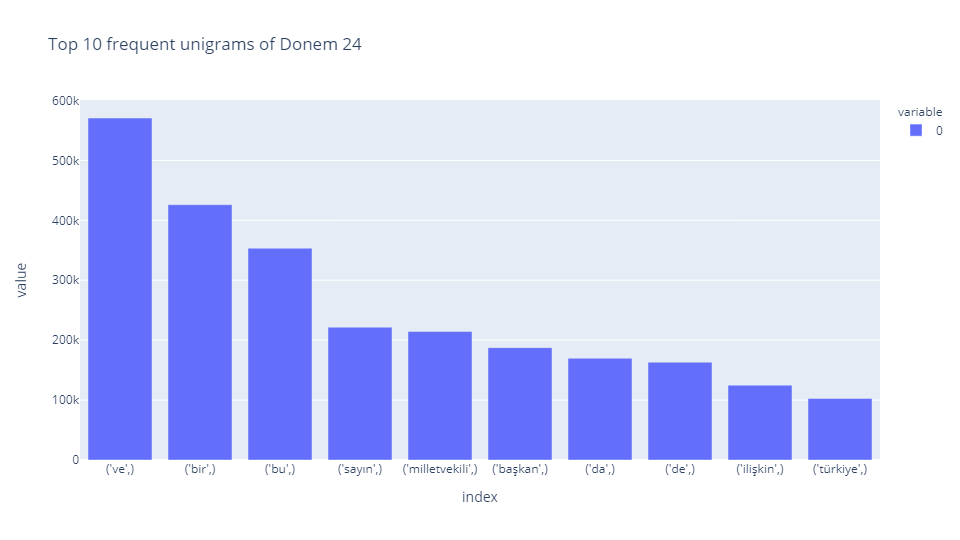 Top 10 frequent unigrams of Donem 24
variable
0
600k
500k
400k
300k
200k
100k
0
value
('ve',) ('bir',) ('bu',) ('sayın',) ('milletvekili',) ('başkan',) ('da',) ('de',) ('ilişkin',) ('türkiye',)
index